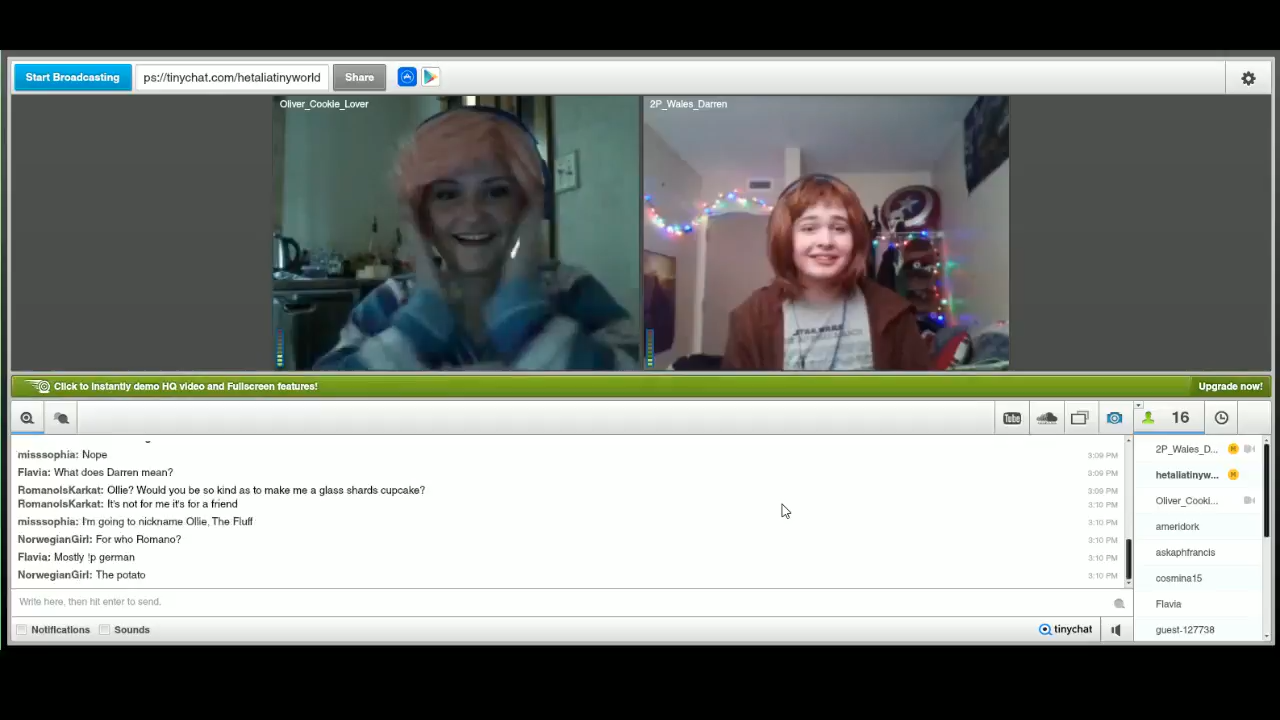 Start Broadcasting
ps://tinychat.com/hetaliatinyworld
Share
Oliver_Cookie_Lover
2P_Wales_Darren
STAR WARS
Click to instantly demo HQ video and Fullscreen features!
Upgrade now!
You Tube
16
misssophia: Nope 3:09 PM
Flavia: What does Darren mean? 3:09 PM
RomanoIsKarkat: Ollie? Would you be so kind as to make me a glass shards cupcake? 3:09 PM
RomanoIsKarkat: It's not for me it's for a friend 3:10 PM
misssophia: I'm going to nickname Ollie, The Fluff 3:10 PM
NorwegianGirl: For who Romano? 3:10 PM
Flavia: Mostly !p german 3:10 PM
NorwegianGirl: The potato 3:10 PM
2P_Wales_D... M
hetaliatinyw... M
Oliver_Cooki...
ameridork
askaphfrancis
cosmina15
Flavia
guest-127738
Write here, then hit enter to send.
Notifications
Sounds
tinychat